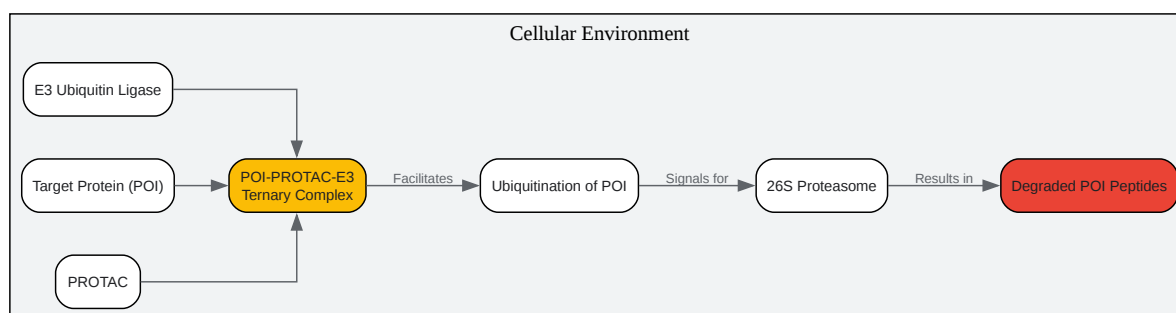 Cellular Environment
E3 Ubiquitin Ligase
Target Protein (POI)
PROTAC
POI-PROTAC-E3
Ternary Complex
Facilitates
Ubiquitination of POI
Signals for
26S Proteasome
Results in
Degraded POI Peptides